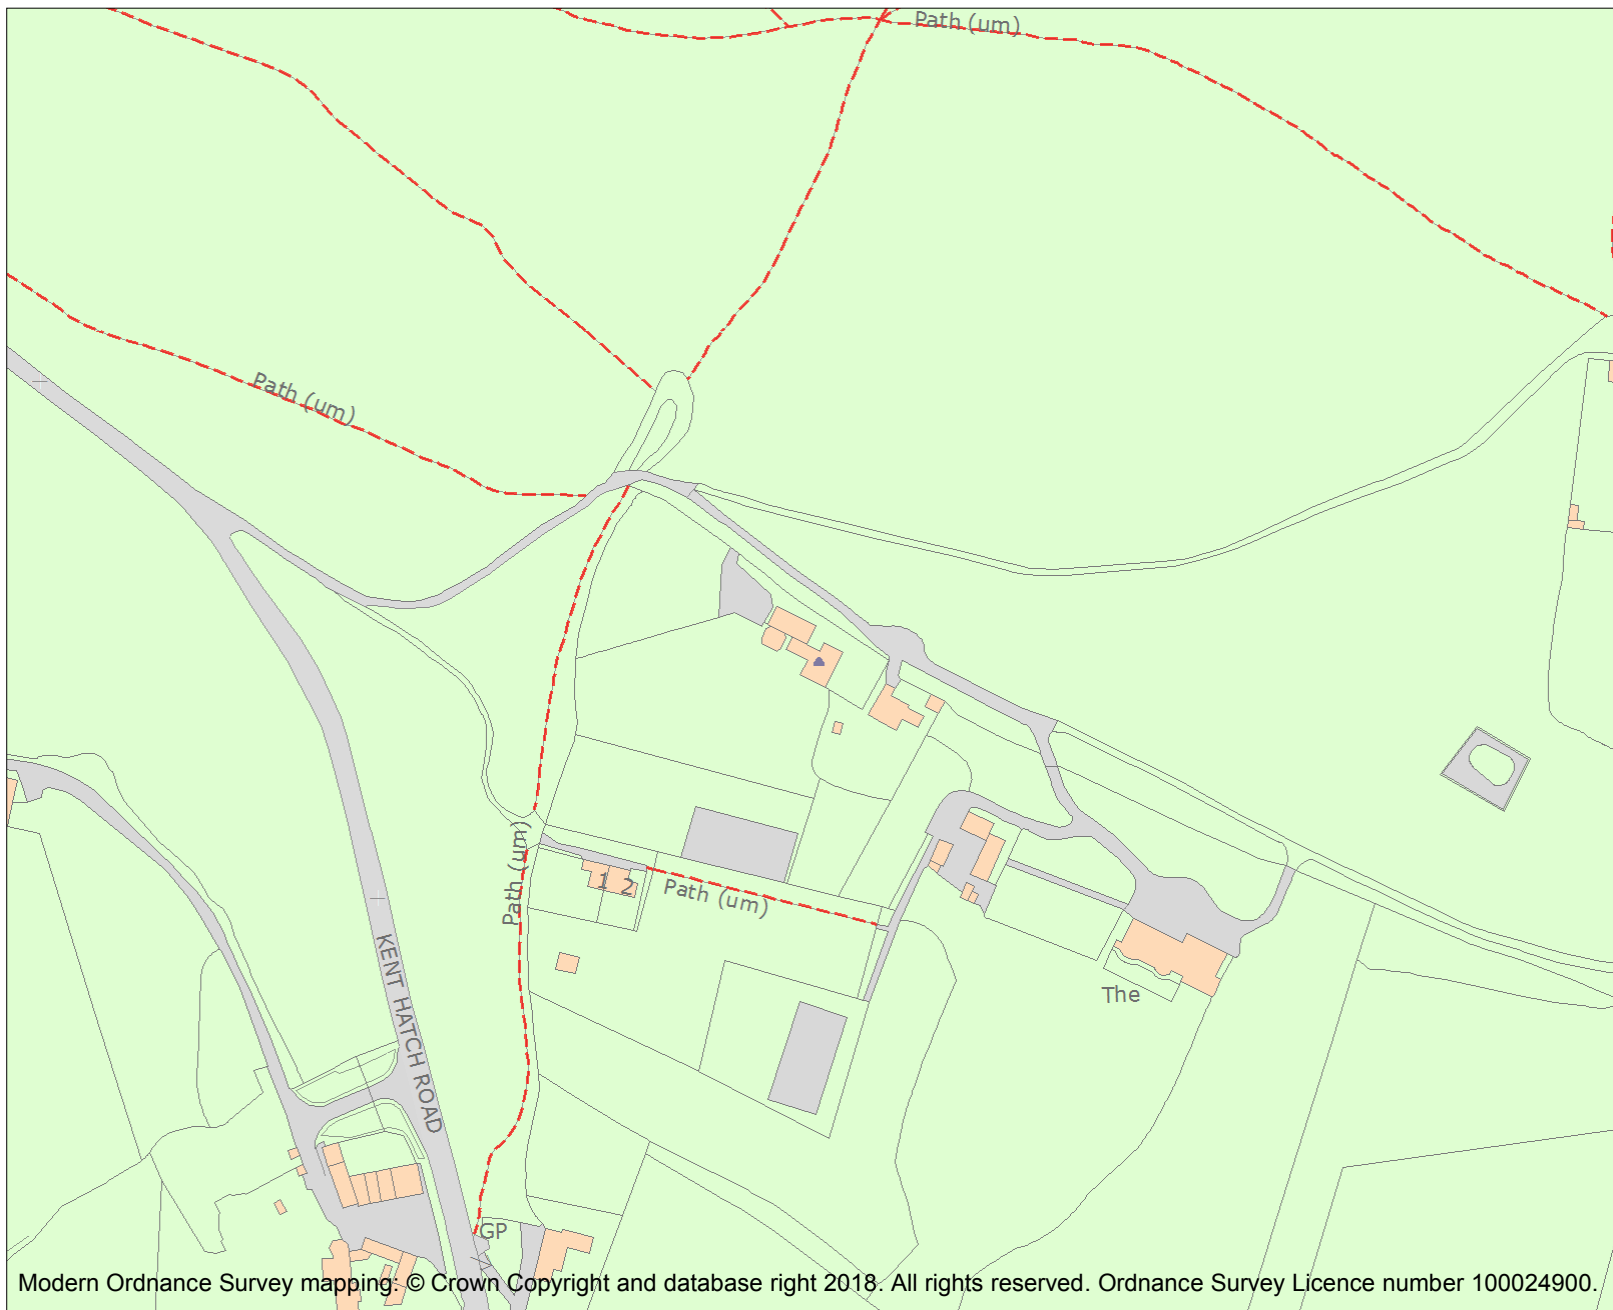 Path (um)
Path (um)
Path (um)
1 2
Path (um)
KENT HATCH ROAD
The
GP
Modern Ordnance Survey mapping: © Crown Copyright and database right 2018. All rights reserved. Ordnance Survey Licence number 100024900.